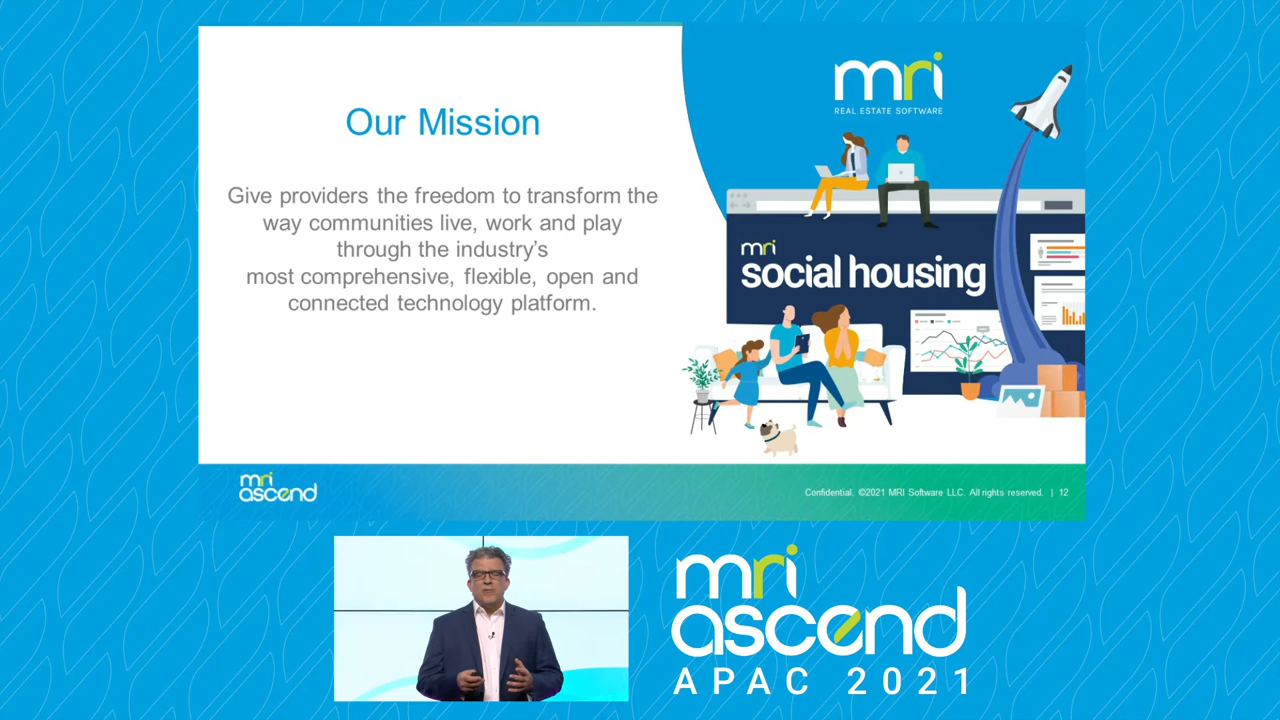 Our Mission
Give providers the freedom to transform the
way communities live, work and play
through the industry's
most comprehensive, flexible, open and
connected technology platform.
mri
REAL ESTATE SOFTWARE
mri
social housing
mri
ascend
Confidential. ©2021 MRI Software LLC. All rights reserved. | 12
mri
ascend
APAC 2021